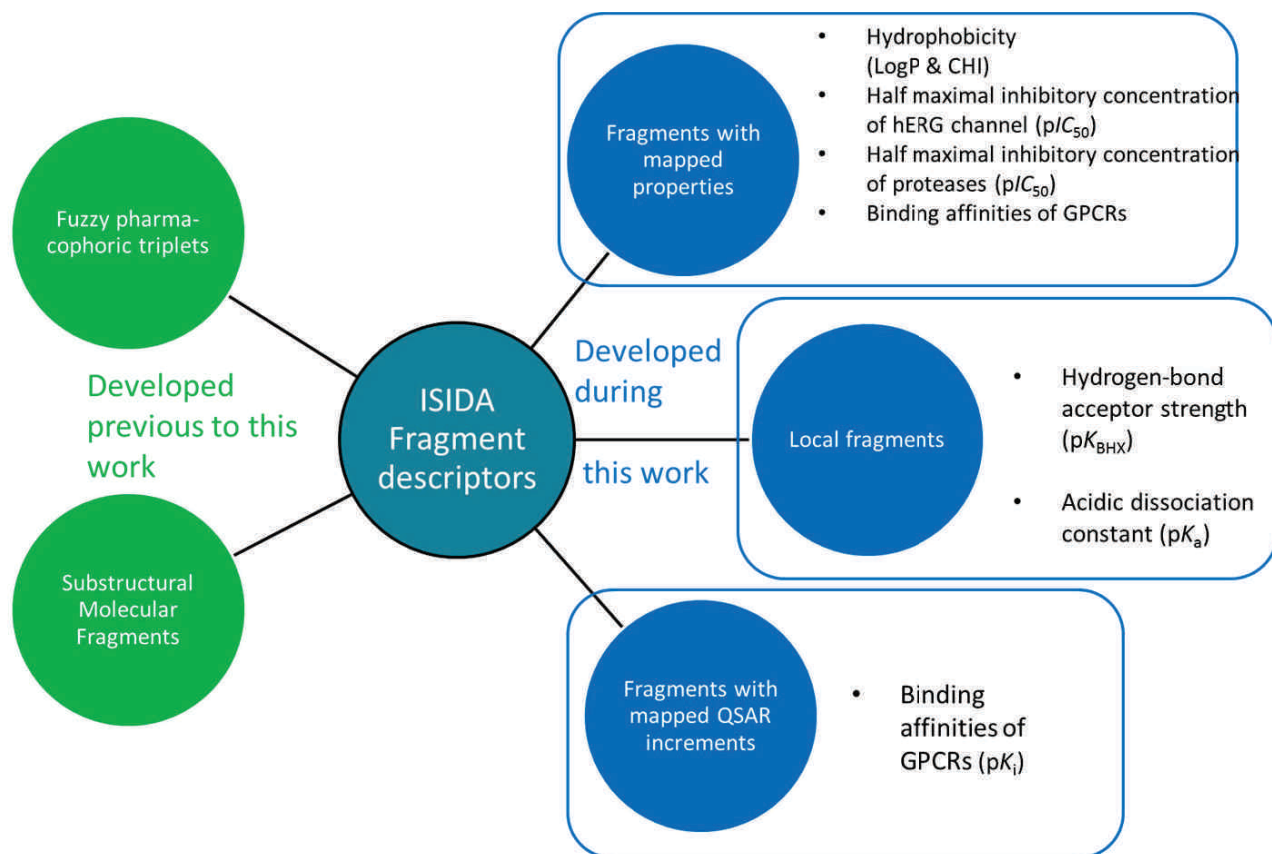 Fuzzy pharma-
cophoric triplets
Developed
previous to this
work
Substructural
Molecular
Fragments
ISIDA
Fragment
descriptors
Developed
during
this work
Fragments with
mapped
properties
• Hydrophobicity
(LogP & CHI)
• Half maximal inhibitory concentration
of hERG channel (pIC50)
• Half maximal inhibitory concentration
of proteases (pIC50)
• Binding affinities of GPCRs
Local fragments
• Hydrogen-bond
acceptor strength
(pKBHX)
• Acidic dissociation
constant (pKa)
Fragments with
mapped QSAR
increments
• Binding
affinities of
GPCRs (pKi)